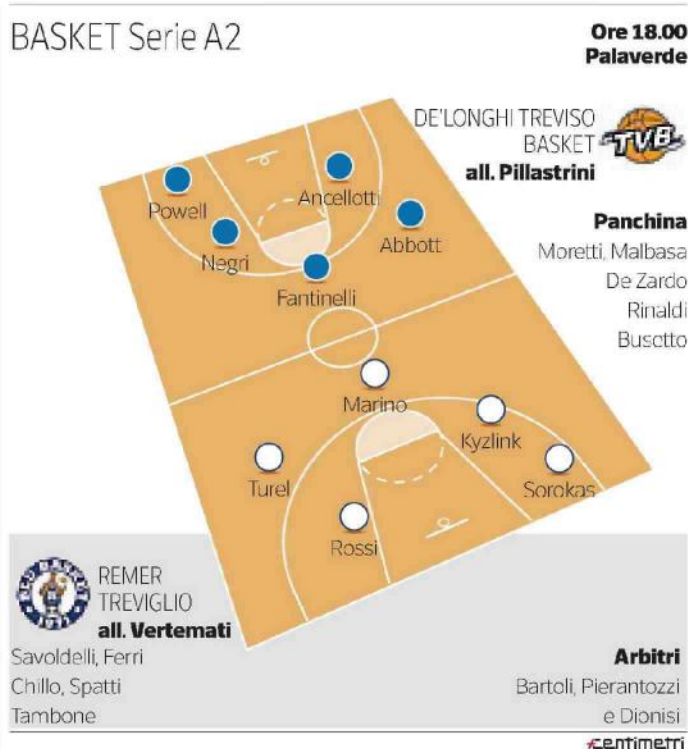 BASKET Serie A2
Ore 18.00
Palaverde
DE'LONGHI TREVISO
BASKET
TVB
all. Pillastrini
Panchina
Moretti, Malbasa
De Zardo
Rinaldi
Busetto
Powell
Ancellotti
Negri
Abbott
Fantinelli
Marino
Kyzlink
Turel
Sorokas
Rossi
REMER
TREVIGLIO
all. Vertemati
Savoldelli, Ferri
Chillo, Spatti
Tambone
Arbitri
Bartoli, Pierantozzi
e Dionisi
centimetri